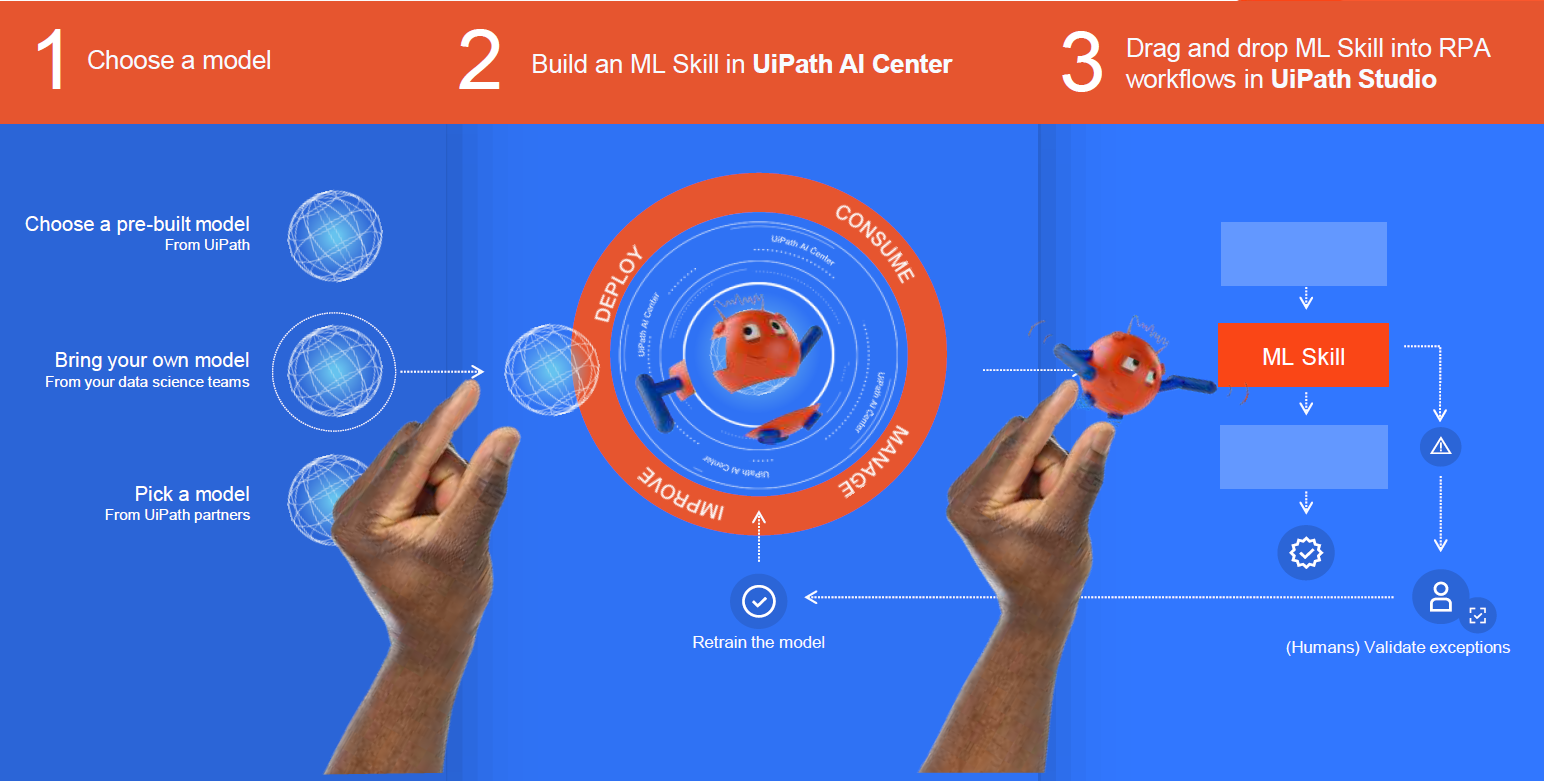 1 Choose a model
2 Build an ML Skill in UiPath AI Center
3 Drag and drop ML Skill into RPA
workflows in UiPath Studio
Choose a pre-built model
From UiPath
Bring your own model
From your data science teams
Pick a model
From UiPath partners
DEPLOY
CONSUME
MANAGE
IMPROVE
UiPath AI Center
UiPath AI Center
UiPath AI Center
UiPath AI Center
Retrain the model
ML Skill
(Humans) Validate exceptions